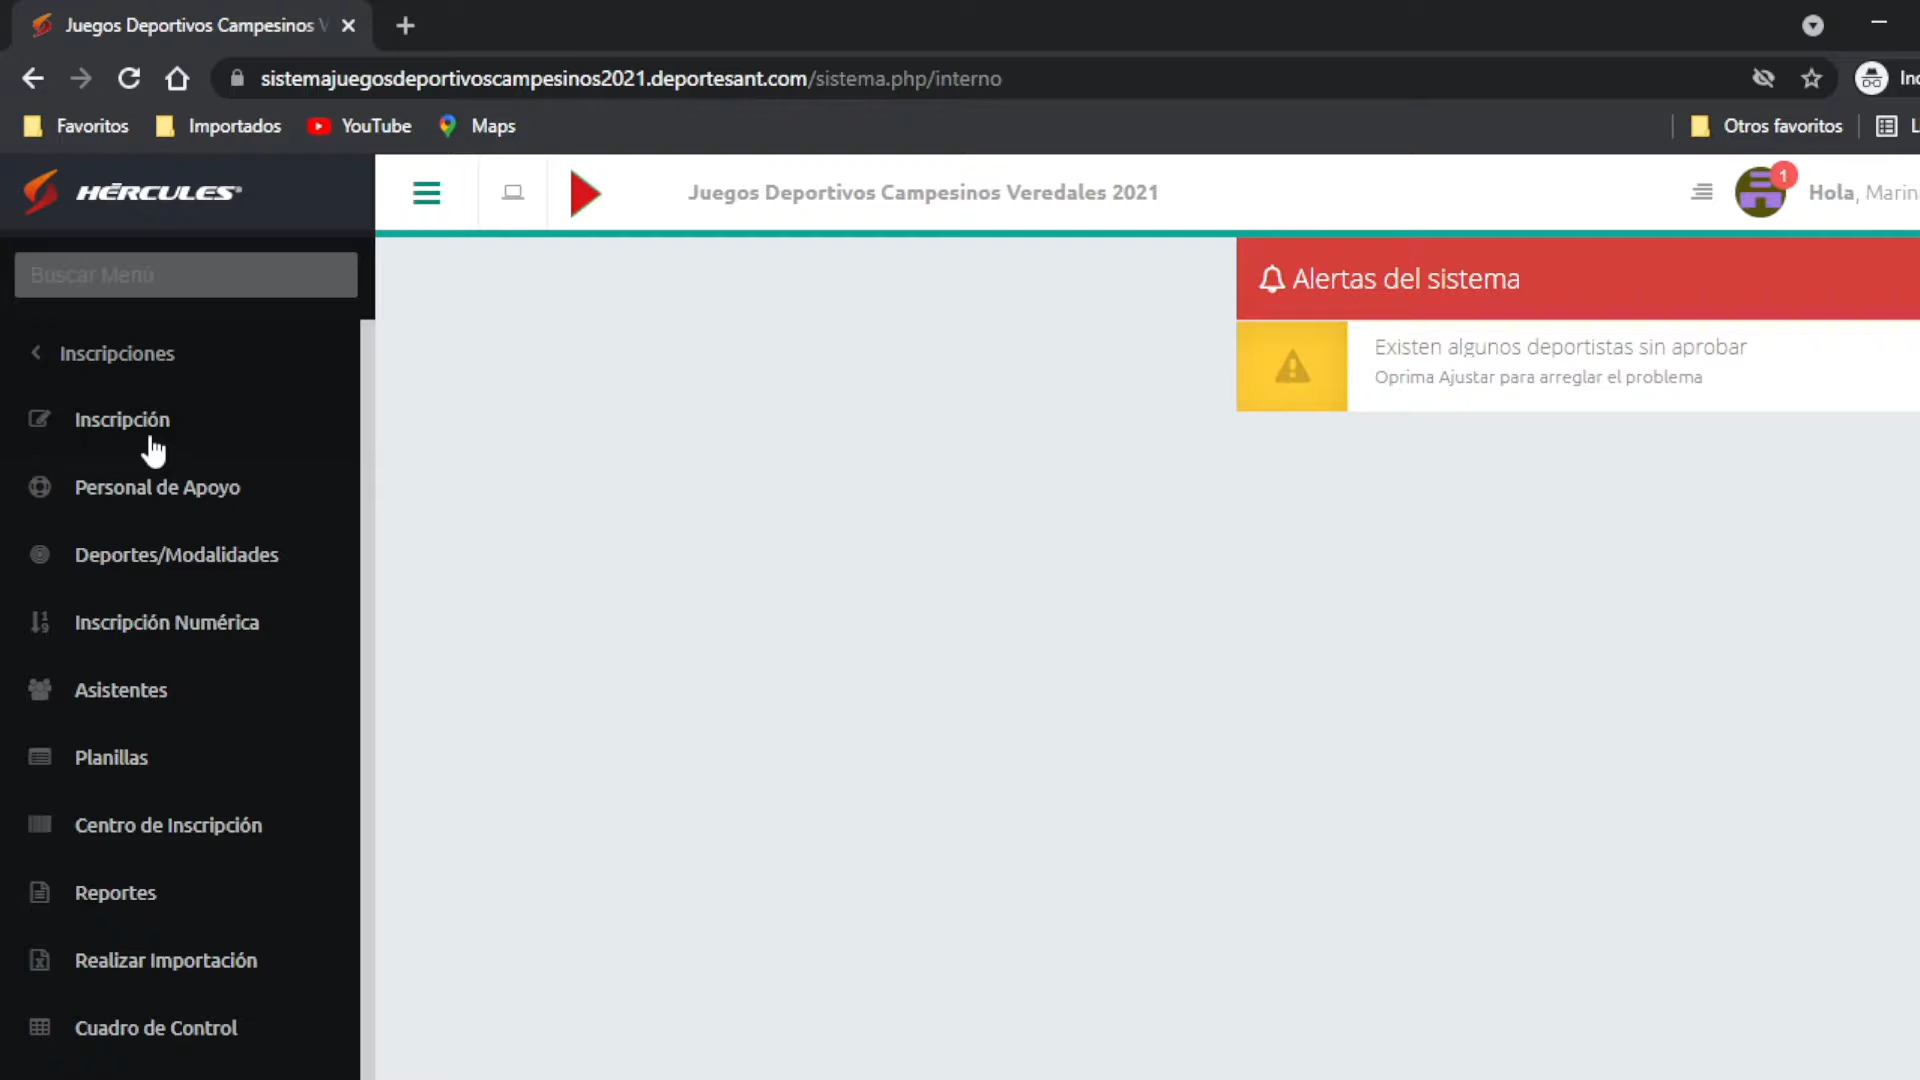 Juegos Deportivos Campesinos V
sistemajuegosdeportivoscampesinos2021.deportesant.com/sistema.php/interno
Favoritos
Importados
YouTube
Maps
Otros favoritos
HÉRCULES®
Juegos Deportivos Campesinos Veredales 2021
1
Hola, Marin
Buscar Menú
Alertas del sistema
Existen algunos deportistas sin aprobar
Oprima Ajustar para arreglar el problema
Inscripciones
Inscripción
Personal de Apoyo
Deportes/Modalidades
Inscripción Numérica
Asistentes
Planillas
Centro de Inscripción
Reportes
Realizar Importación
Cuadro de Control